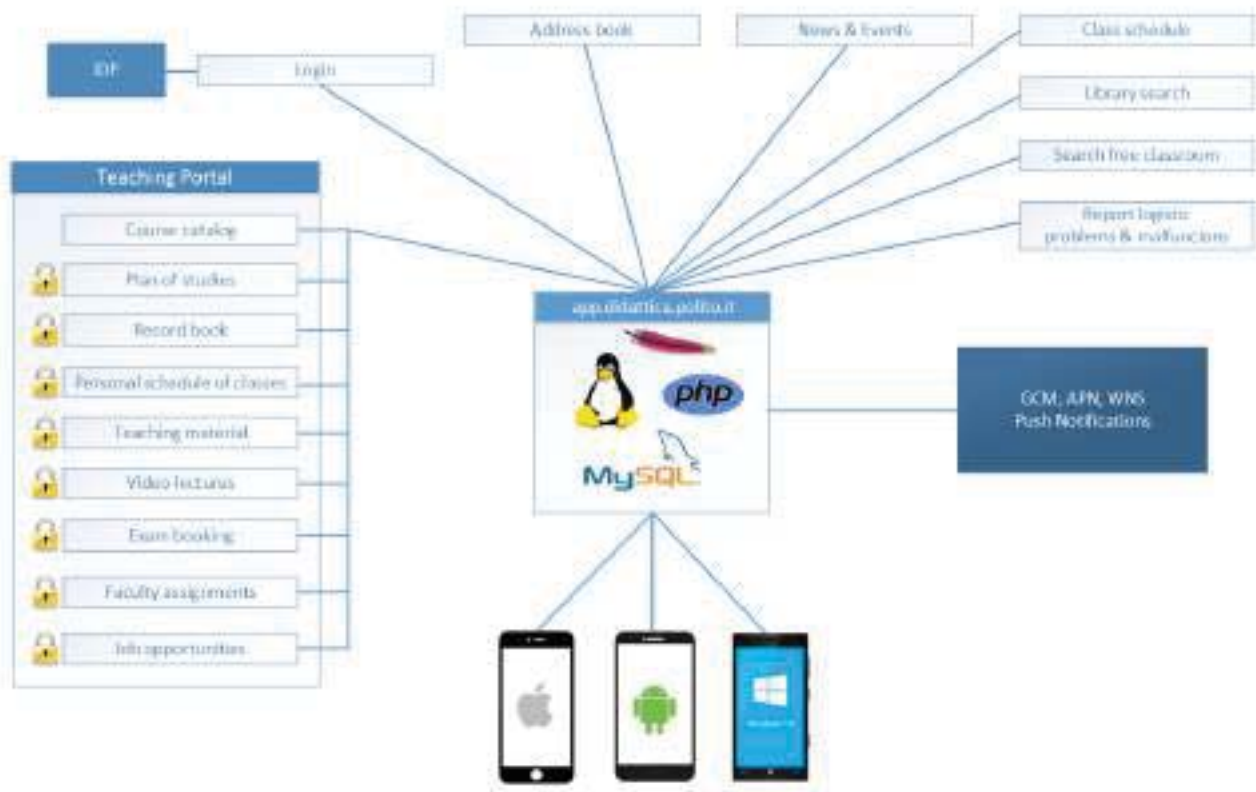 Address book
News & Events
Class schedule
IDP
Login
Library search
Search free classroom
Report logistic
problems & malfuncions
Teaching Portal
Course catalog
Plan of studies
Record book
Personal schedule of classes
Teaching material
Video lectures
Exam booking
Faculty assignments
Job opportunities
app.didattica.polito.it
php
MySQL
GCM, APN, WNS
Push Notifications